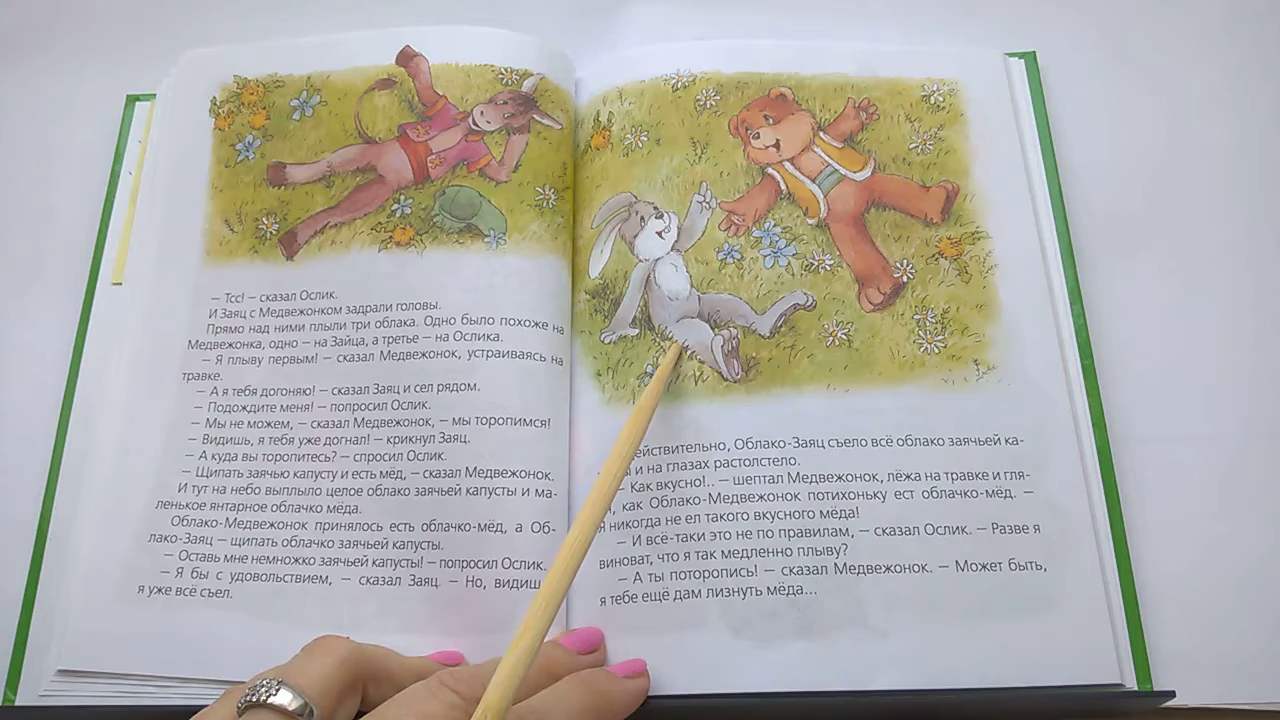 — Тсс! — сказал Ослик.
И Заяц с Медвежонком задрали головы.
Прямо над ними плыли три облака. Одно было похоже на
Медвежонка, одно — на Зайца, а третье — на Ослика.
— Я плыву первым! — сказал Медвежонок, устраиваясь на
травке.
— А я тебя догоняю! — сказал Заяц и сел рядом.
— Подождите меня! — попросил Ослик.
— Мы не можем, — сказал Медвежонок, — мы торопимся!
— Видишь, я тебя уже догнал! — крикнул Заяц.
— А куда вы торопитесь? — спросил Ослик.
— Щипать заячью капусту и есть мёд, — сказал Медвежонок.
И тут на небо выплыло целое облако заячьей капусты и ма-
ленькое янтарное облачко мёда.
Облако-Медвежонок принялось есть облачко-мёд, а Об-
лако-Заяц — щипать облачко заячьей капусты.
— Оставь мне немножко заячьей капусты! — попросил Ослик.
— Я бы с удовольствием, — сказал Заяц. — Но, видиш
я уже всё съел.
ействительно, Облако-Заяц съело всё облако заячьей ка-
и на глазах растолстело.
— Как вкусно!.. — шептал Медвежонок, лёжа на травке и гля-
, как Облако-Медвежонок потихоньку ест облачко-мёд. —
я никогда не ел такого вкусного мёда!
— И всё-таки это не по правилам, — сказал Ослик. — Разве я
виноват, что я так медленно плыву?
— А ты поторопись! — сказал Медвежонок. — Может быть,
я тебе ещё дам лизнуть мёда...